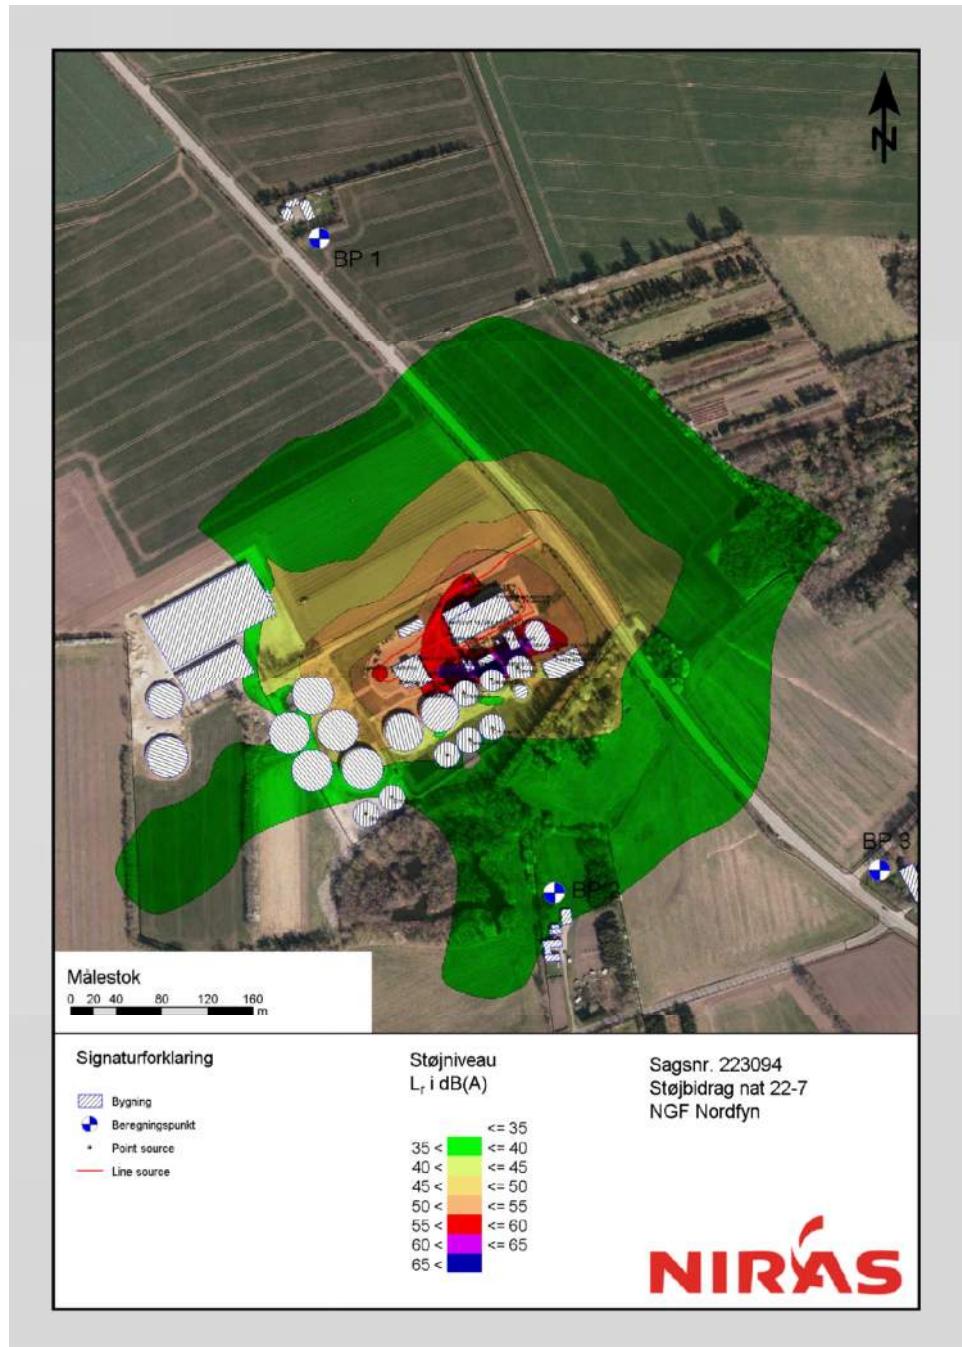 N
BP 1
BP 3
BP 2
Målestok
0 20 40 80 120 160
m
Signaturforklaring
Bygning
Beregningspunkt
Point source
Line source
Støjniveau
Lr i dB(A)
<= 35
35 < <= 40
40 < <= 45
45 < <= 50
50 < <= 55
55 < <= 60
60 < <= 65
65 <
Sagsnr. 223094
Støjbidrag nat 22-7
NGF Nordfyn
NIRAS